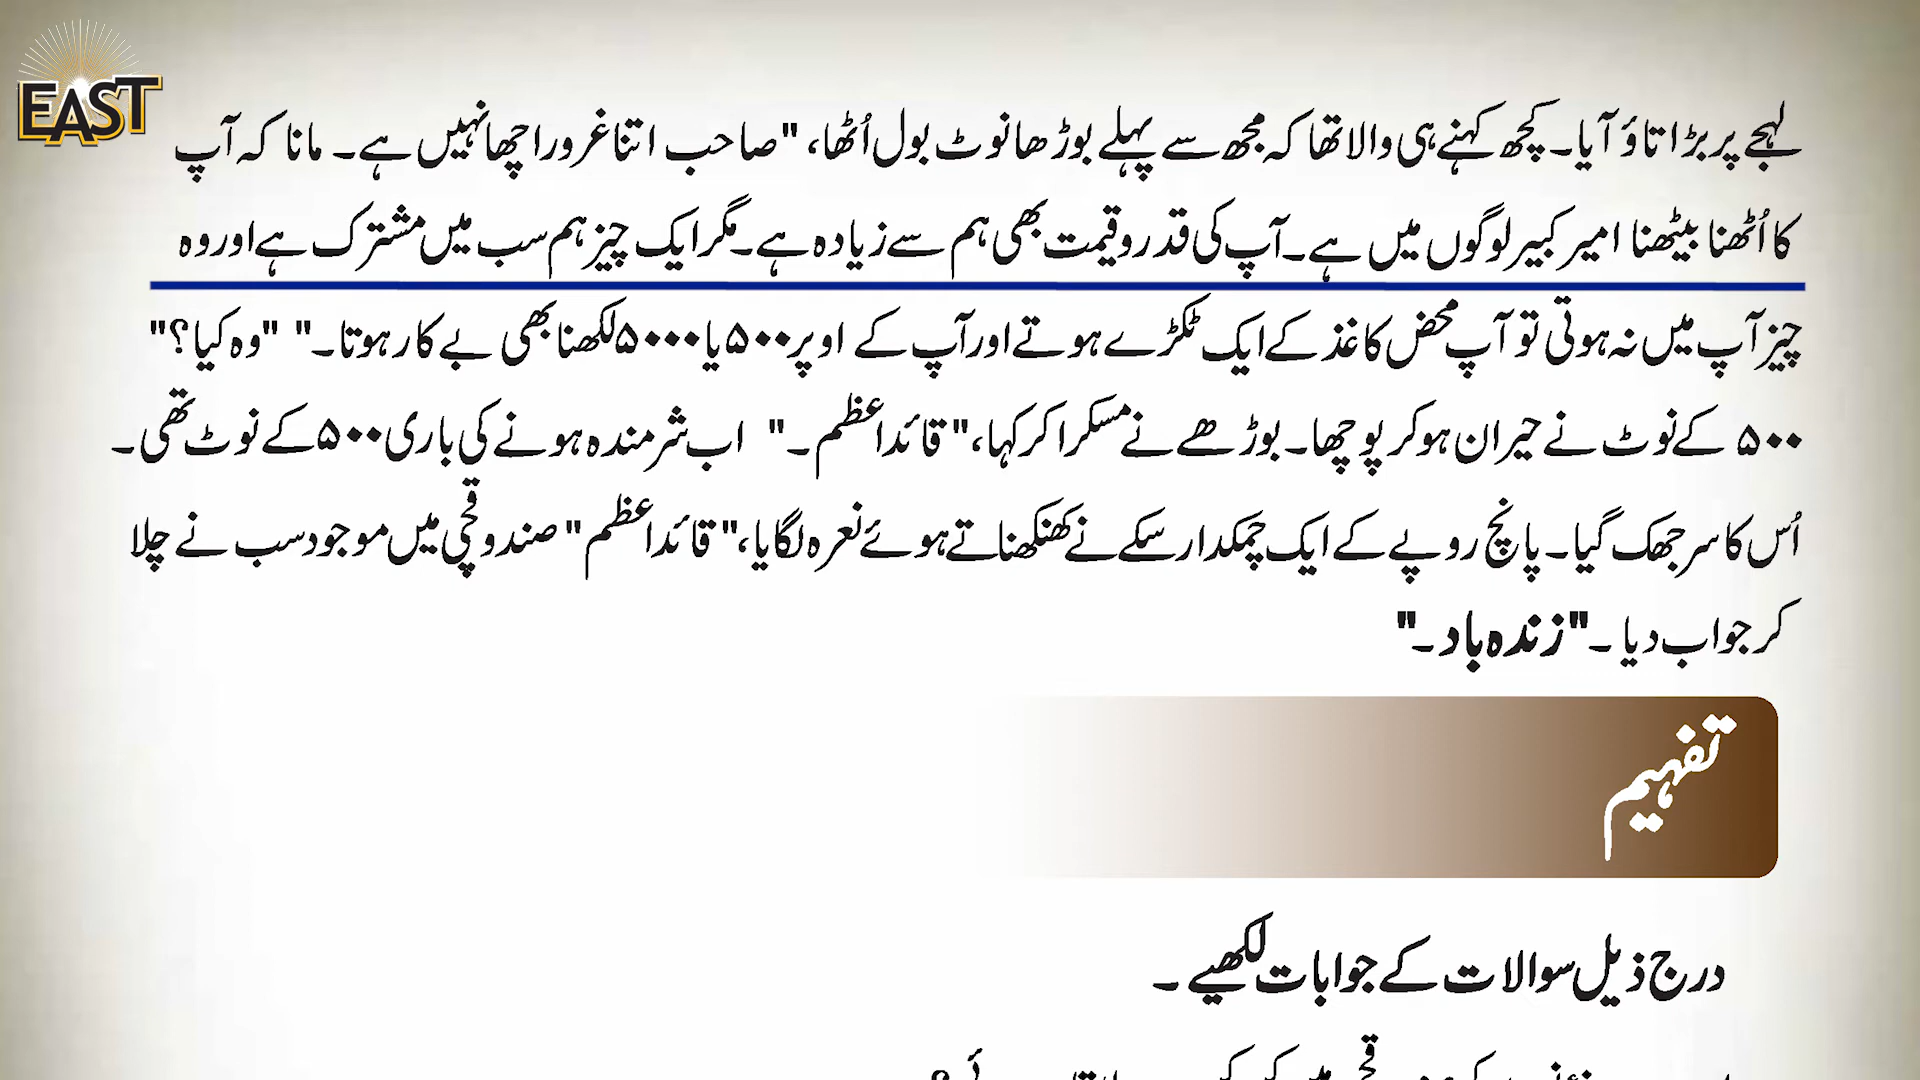 EAST
لہجے پر بڑا تاؤ آیا۔ کچھ کہنے ہی والا تھا کہ مجھ سے پہلے بوڑھا نوٹ بول اُٹھا، "صاحب اتنا غرور اچھا نہیں ہے۔ مانا کہ آپ
کا اُٹھنا بیٹھنا امیر کبیر لوگوں میں ہے۔ آپ کی قدر و قیمت بھی ہم سے زیادہ ہے۔ مگر ایک چیز ہم سب میں مشترک ہے اور وہ
چیز آپ میں نہ ہوتی تو آپ محض کاغذ کے ایک ٹکڑے ہوتے اور آپ کے اوپر ۵۰۰ یا ۵۰۰۰ لکھنا بھی بے کار ہوتا۔" "وہ کیا؟"
۵۰۰ کے نوٹ نے حیران ہو کر پوچھا۔ بوڑھے نے مسکرا کر کہا، "قائداعظم۔" اب شرمندہ ہونے کی باری ۵۰۰ کے نوٹ تھی۔
اُس کا سر جھک گیا۔ پانچ روپے کے ایک چمکدار سکے نے کھنکھناتے ہوئے نعرہ لگایا، "قائداعظم" صندوقچی میں موجود سب نے چلا
کر جواب دیا۔ "زندہ باد۔"
تفہیم
درج ذیل سوالات کے جوابات لکھیے۔